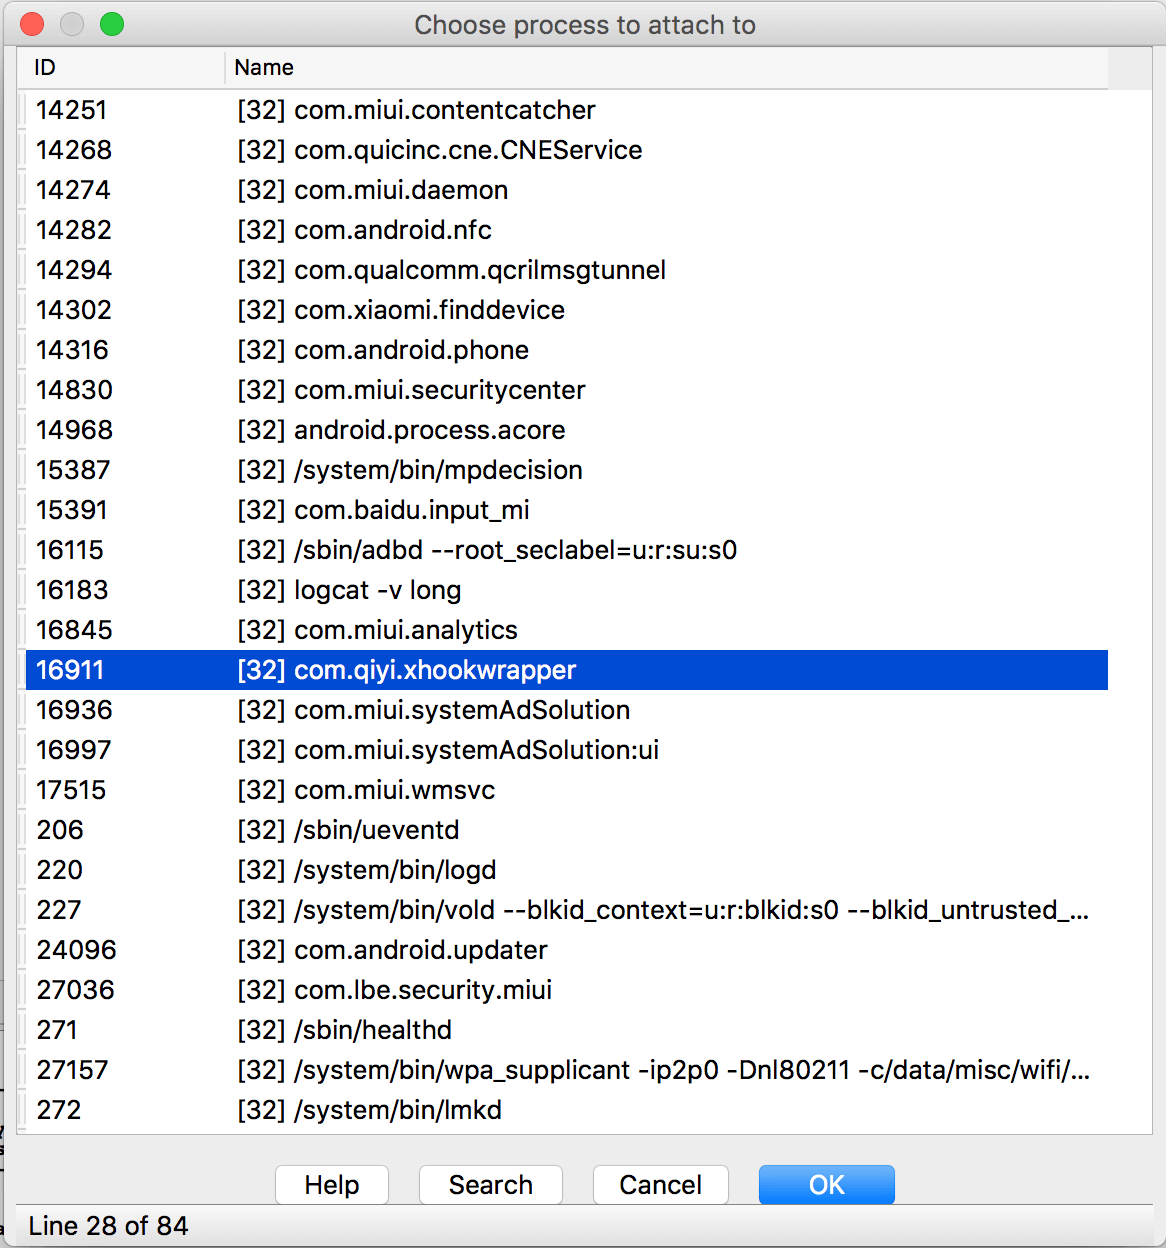 Choose process to attach to
ID Name
14251 [32] com.miui.contentcatcher
14268 [32] com.quicinc.cne.CNEService
14274 [32] com.miui.daemon
14282 [32] com.android.nfc
14294 [32] com.qualcomm.qcrilmsgtunnel
14302 [32] com.xiaomi.finddevice
14316 [32] com.android.phone
14830 [32] com.miui.securitycenter
14968 [32] android.process.acore
15387 [32] /system/bin/mpdecision
15391 [32] com.baidu.input_mi
16115 [32] /sbin/adbd --root_seclabel=u:r:su:s0
16183 [32] logcat -v long
16845 [32] com.miui.analytics
16911 [32] com.qiyi.xhookwrapper
16936 [32] com.miui.systemAdSolution
16997 [32] com.miui.systemAdSolution:ui
17515 [32] com.miui.wmsvc
206 [32] /sbin/ueventd
220 [32] /system/bin/logd
227 [32] /system/bin/vold --blkid_context=u:r:blkid:s0 --blkid_untrusted_...
24096 [32] com.android.updater
27036 [32] com.lbe.security.miui
271 [32] /sbin/healthd
27157 [32] /system/bin/wpa_supplicant -ip2p0 -Dnl80211 -c/data/misc/wifi/...
272 [32] /system/bin/lmkd
Help Search Cancel OK
Line 28 of 84